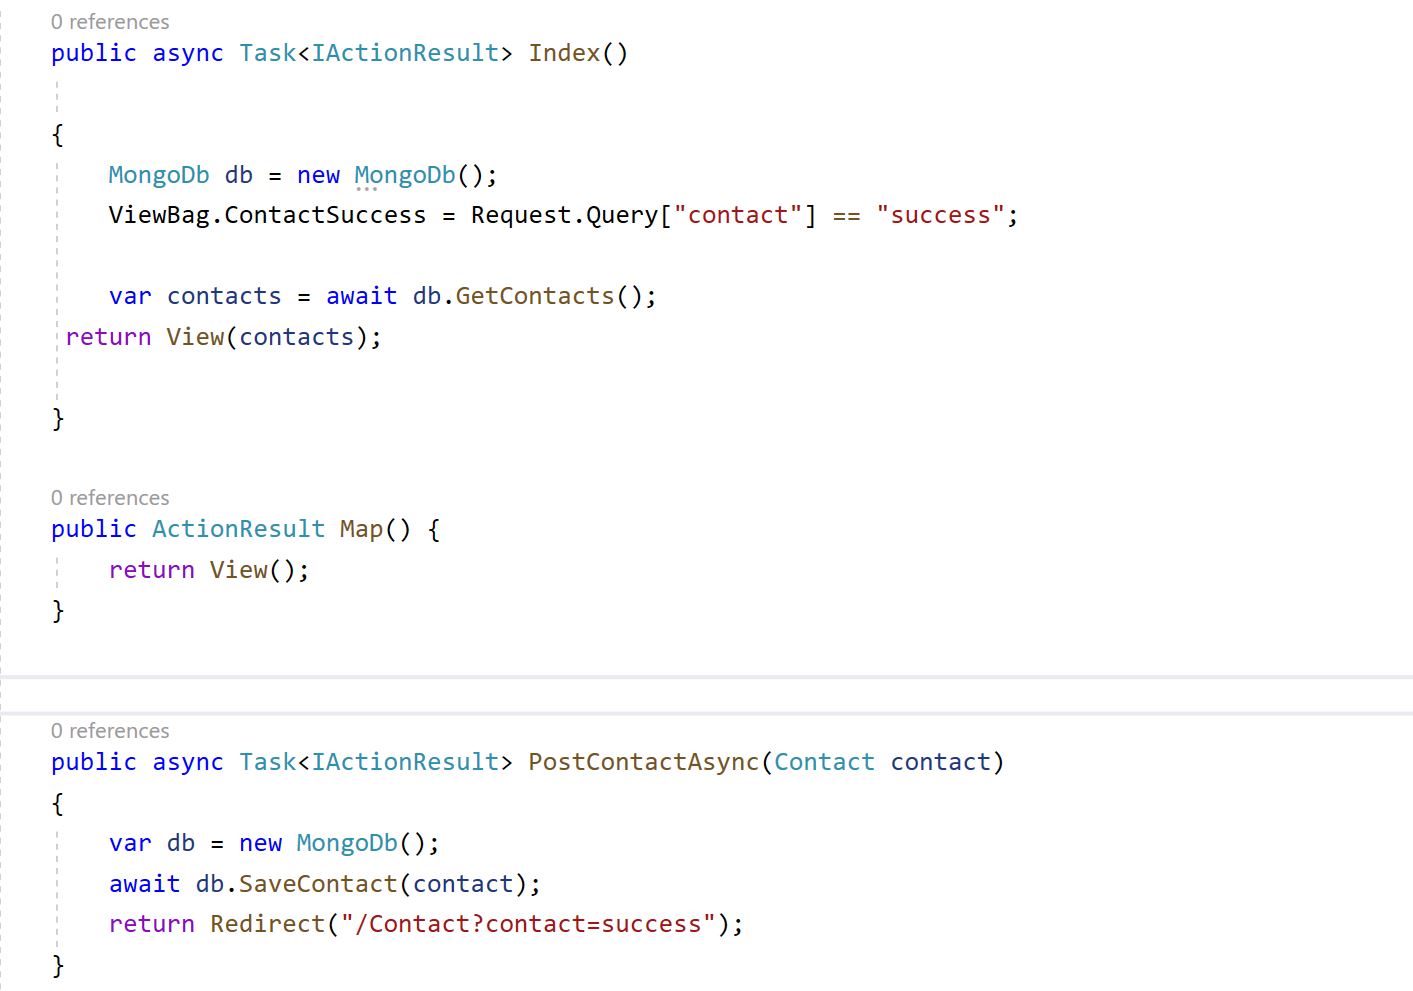 0 references
public async Task<IActionResult> Index()
{
MongoDb db = new MongoDb();
ViewBag.ContactSuccess = Request.Query["contact"] == "success";
var contacts = await db.GetContacts();
return View(contacts);
}
0 references
public ActionResult Map() {
return View();
}
0 references
public async Task<IActionResult> PostContactAsync(Contact contact)
{
var db = new MongoDb();
await db.SaveContact(contact);
return Redirect("/Contact?contact=success");
}